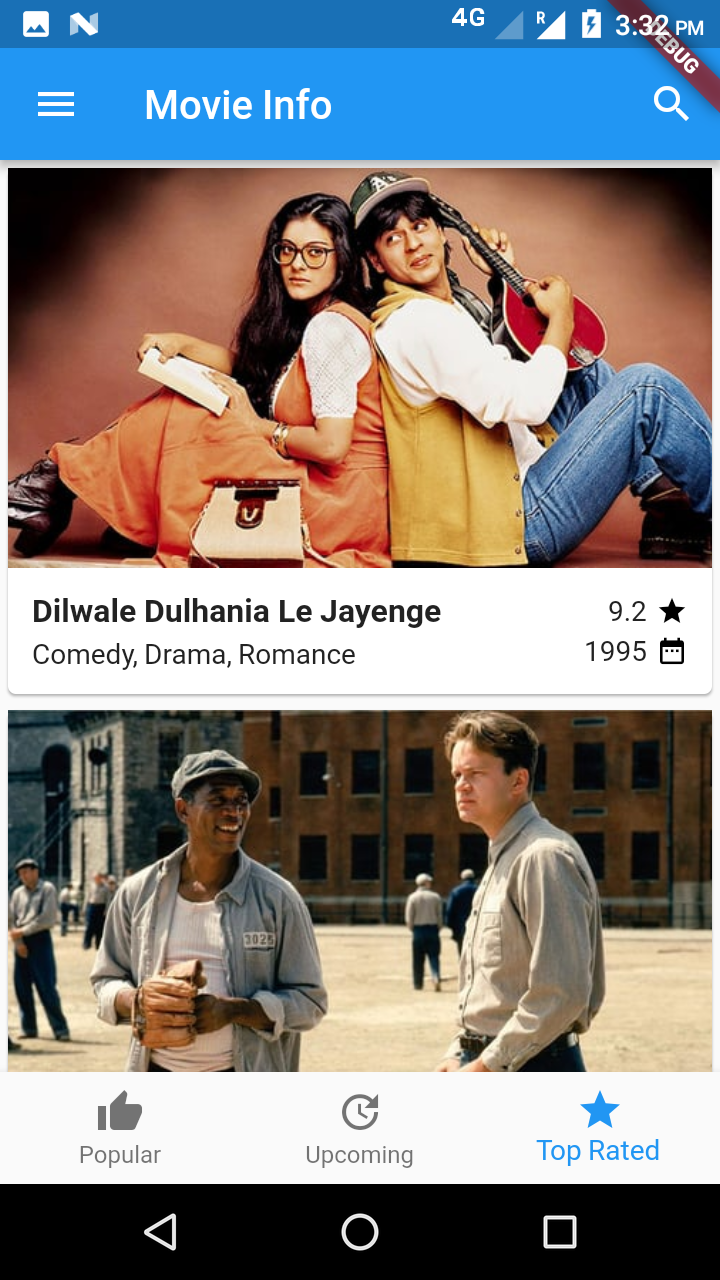 4G R 3:32 PM
DEBUG
Movie Info
A's
Dilwale Dulhania Le Jayenge
9.2
Comedy, Drama, Romance
1995
3025
Popular
Upcoming
Top Rated